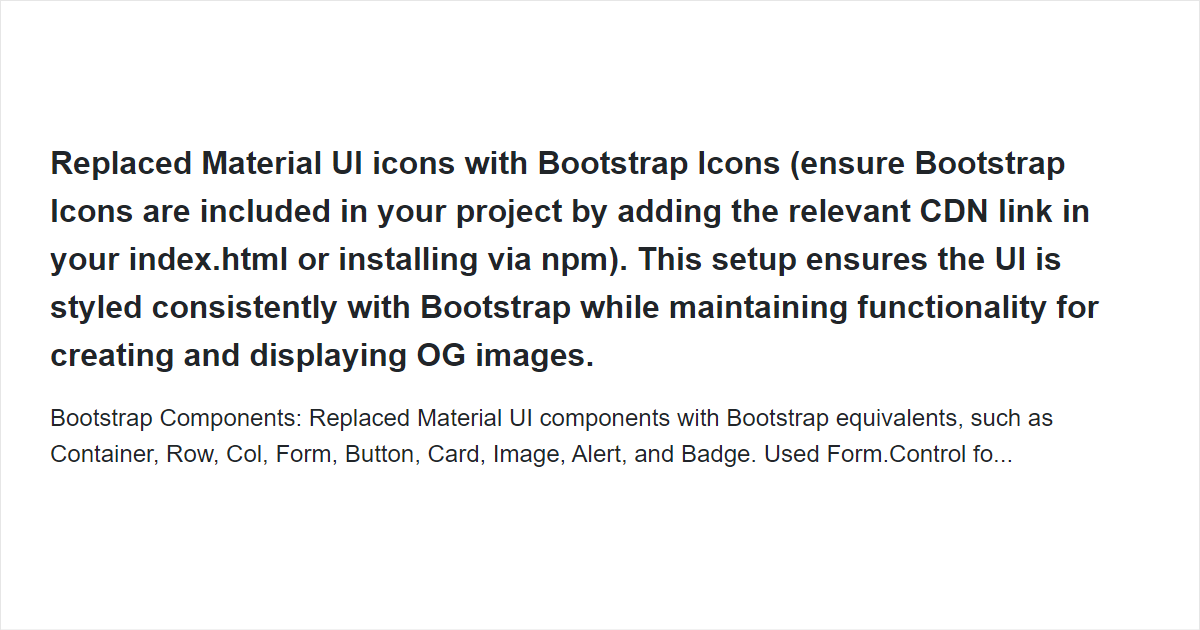 Replaced Material UI icons with Bootstrap Icons (ensure Bootstrap
Icons are included in your project by adding the relevant CDN link in
your index.html or installing via npm). This setup ensures the UI is
styled consistently with Bootstrap while maintaining functionality for
creating and displaying OG images.
Bootstrap Components: Replaced Material UI components with Bootstrap equivalents, such as
Container, Row, Col, Form, Button, Card, Image, Alert, and Badge. Used Form.Control fo...